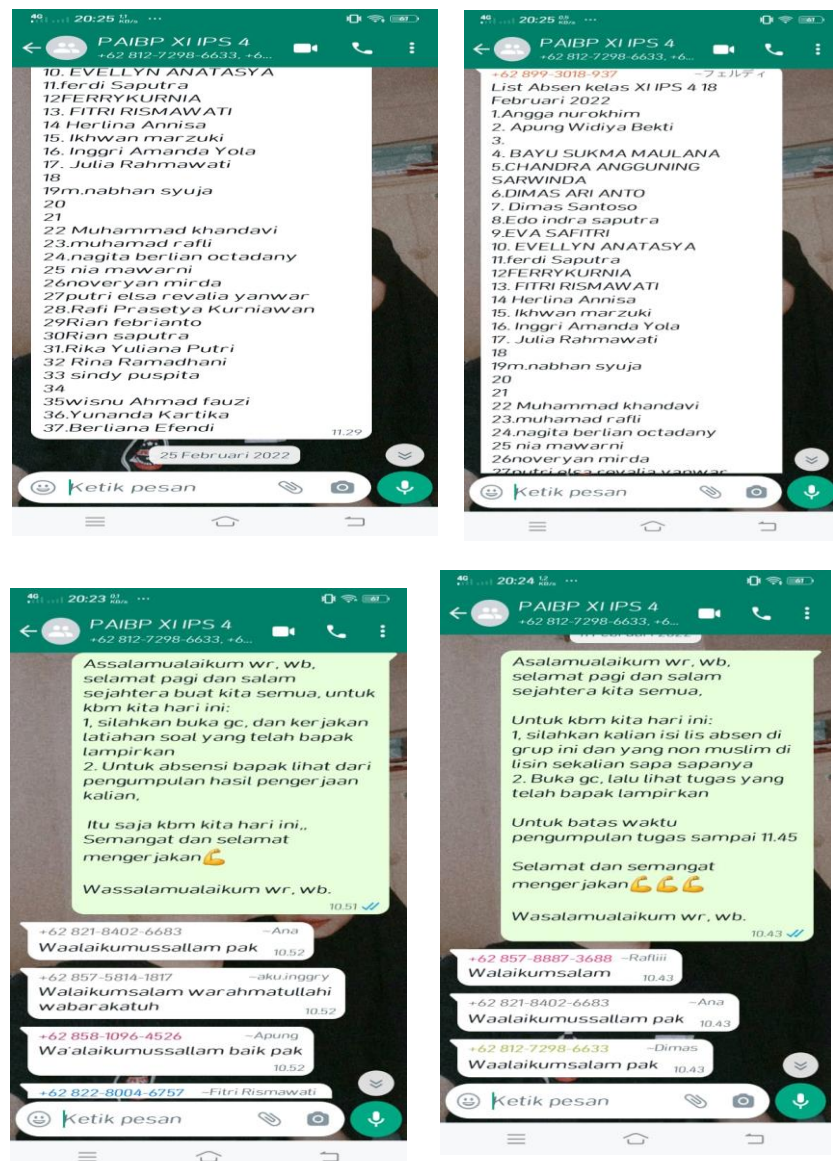 20:25
PAIBP XI IPS 4
+62 812-7298-6633, +6...
10. EVELLYN ANATASYA
11.ferdi Saputra
12FERRYKURNIA
13. FITRI RISMAWATI
14 Herlina Annisa
15. Ikhwan marzuki
16. Inggri Amanda Yola
17. Julia Rahmawati
18
19m.nabhan syuja
20
21
22 Muhammad khandavi
23.muhamad rafli
24.nagita berlian octadany
25 nia mawarni
26noveryan mirda
27putri elsa revalia yanwar
28.Rafi Prasetya Kurniawan
29Rian febrianto
30Rian saputra
31.Rika Yuliana Putri
32 Rina Ramadhani
33 sindy puspita
34
35wisnu Ahmad fauzi
36.Yunanda Kartika
37.Berliana Efendi
11.29
25 Februari 2022
Ketik pesan
20:25
PAIBP XI IPS 4
+62 812-7298-6633, +6...
+62 899-3018-937 ~フェルディ
List Absen kelas XI IPS 4 18
Februari 2022
1.Angga nurokhim
2. Apung Widiya Bekti
3.
4. BAYU SUKMA MAULANA
5.CHANDRA ANGGUNING
SARWINDA
6.DIMAS ARI ANTO
7. Dimas Santoso
8.Edo indra saputra
9.EVA SAFITRI
10. EVELLYN ANATASYA
11.ferdi Saputra
12FERRYKURNIA
13. FITRI RISMAWATI
14 Herlina Annisa
15. Ikhwan marzuki
16. Inggri Amanda Yola
17. Julia Rahmawati
18
19m.nabhan syuja
20
21
22 Muhammad khandavi
23.muhamad rafli
24.nagita berlian octadany
25 nia mawarni
26noveryan mirda
27putri elsa revalia yanwar
Ketik pesan
20:23
PAIBP XI IPS 4
+62 812-7298-6633, +6...
Assalamualaikum wr, wb,
selamat pagi dan salam
sejahtera buat kita semua, untuk
kbm kita hari ini:
1, silahkan buka gc, dan kerjakan
latiahan soal yang telah bapak
lampirkan
2. Untuk absensi bapak lihat dari
pengumpulan hasil pengerjaan
kalian,
Itu saja kbm kita hari ini,,
Semangat dan selamat
mengerjakan💪
Wassalamualaikum wr, wb.
10.51
+62 821-8402-6683 ~Ana
Waalaikumussallam pak 10.52
+62 857-5814-1817 ~aku.inggry
Walaikumsalam warahmatullahi
wabarakatuh 10.52
+62 858-1096-4526 ~Apung
Wa'alaikumussallam baik pak
10.52
+62 822-8004-6757 ~Fitri Rismawati
Ketik pesan
20:24
PAIBP XI IPS 4
+62 812-7298-6633, +6...
Asalamualaikum wr, wb,
selamat pagi dan salam
sejahtera kita semua,
Untuk kbm kita hari ini:
1, silahkan kalian isi lis absen di
grup ini dan yang non muslim di
lisin sekalian sapa sapanya
2. Buka gc, lalu lihat tugas yang
telah bapak lampirkan
Untuk batas waktu
pengumpulan tugas sampai 11.45
Selamat dan semangat
mengerjakan💪💪💪
Wasalamualaikum wr, wb.
10.43
+62 857-8887-3688 ~Rafliii
Walaikumsalam 10.43
+62 821-8402-6683 ~Ana
Waalaikumussallam pak 10.43
+62 812-7298-6633 ~Dimas
Waalaikumsalam pak 10.43
Ketik pesan